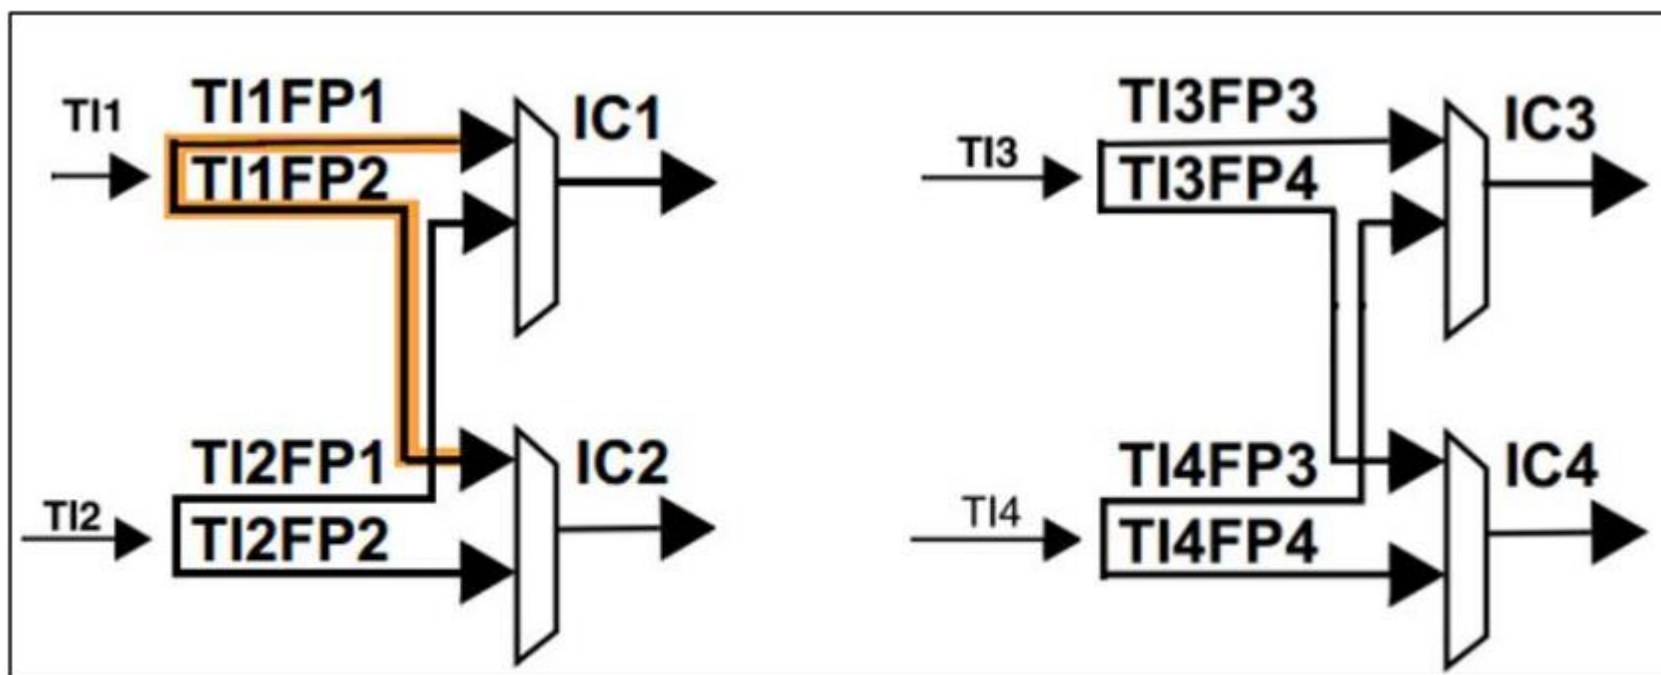 TI1
TI1FP1
TI1FP2
IC1
TI2
TI2FP1
TI2FP2
IC2
TI3
TI3FP3
TI3FP4
IC3
TI4
TI4FP3
TI4FP4
IC4